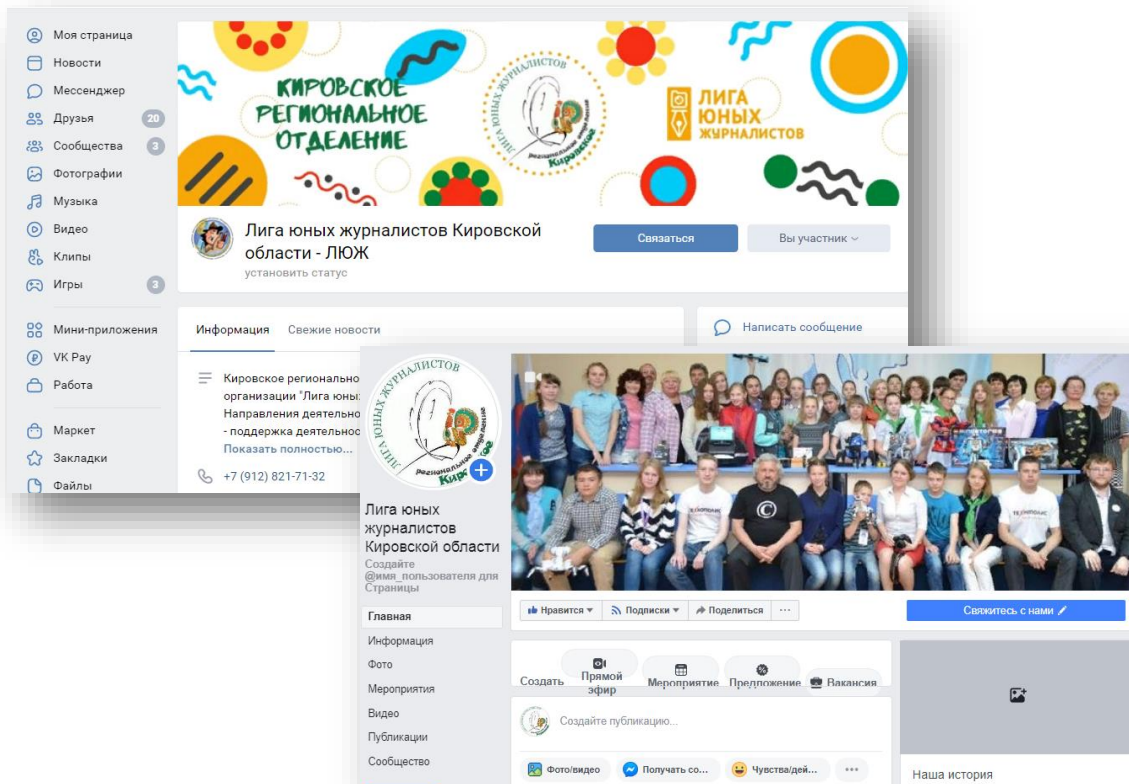 Моя страница
Новости
Мессенджер
Друзья 20
Сообщества 3
Фотографии
Музыка
Видео
Клипы
Игры 3
Мини-приложения
VK Pay
Работа
Маркет
Закладки
Файлы
КИРОВСКОЕ
РЕГИОНАЛЬНОЕ
ОТДЕЛЕНИЕ
ЛИГА ЮНЫХ ЖУРНАЛИСТОВ
региональное отделение
Кировское
ЛИГА
ЮНЫХ
ЖУРНАЛИСТОВ
Лига юных журналистов Кировской
области - ЛЮЖ
установить статус
Связаться
Вы участник
Информация Свежие новости
Написать сообщение
Кировское регионально
организации "Лига юны
Направления деятельно
- поддержка деятельнос
Показать полностью...
+7 (912) 821-71-32
ЛИГА ЮНЫХ ЖУРНАЛИСТОВ
региональное отделение
Киро
Лига юных
журналистов
Кировской области
Создайте
@имя_пользователя для
Страницы
Главная
Информация
Фото
Мероприятия
Видео
Публикации
Сообщество
Нравится Подписки Поделиться ...
Свяжитесь с нами
Создать Прямой эфир Мероприятие Предложение Вакансия
Создайте публикацию...
Фото/видео Получать со... Чувства/дей... ...
Наша история